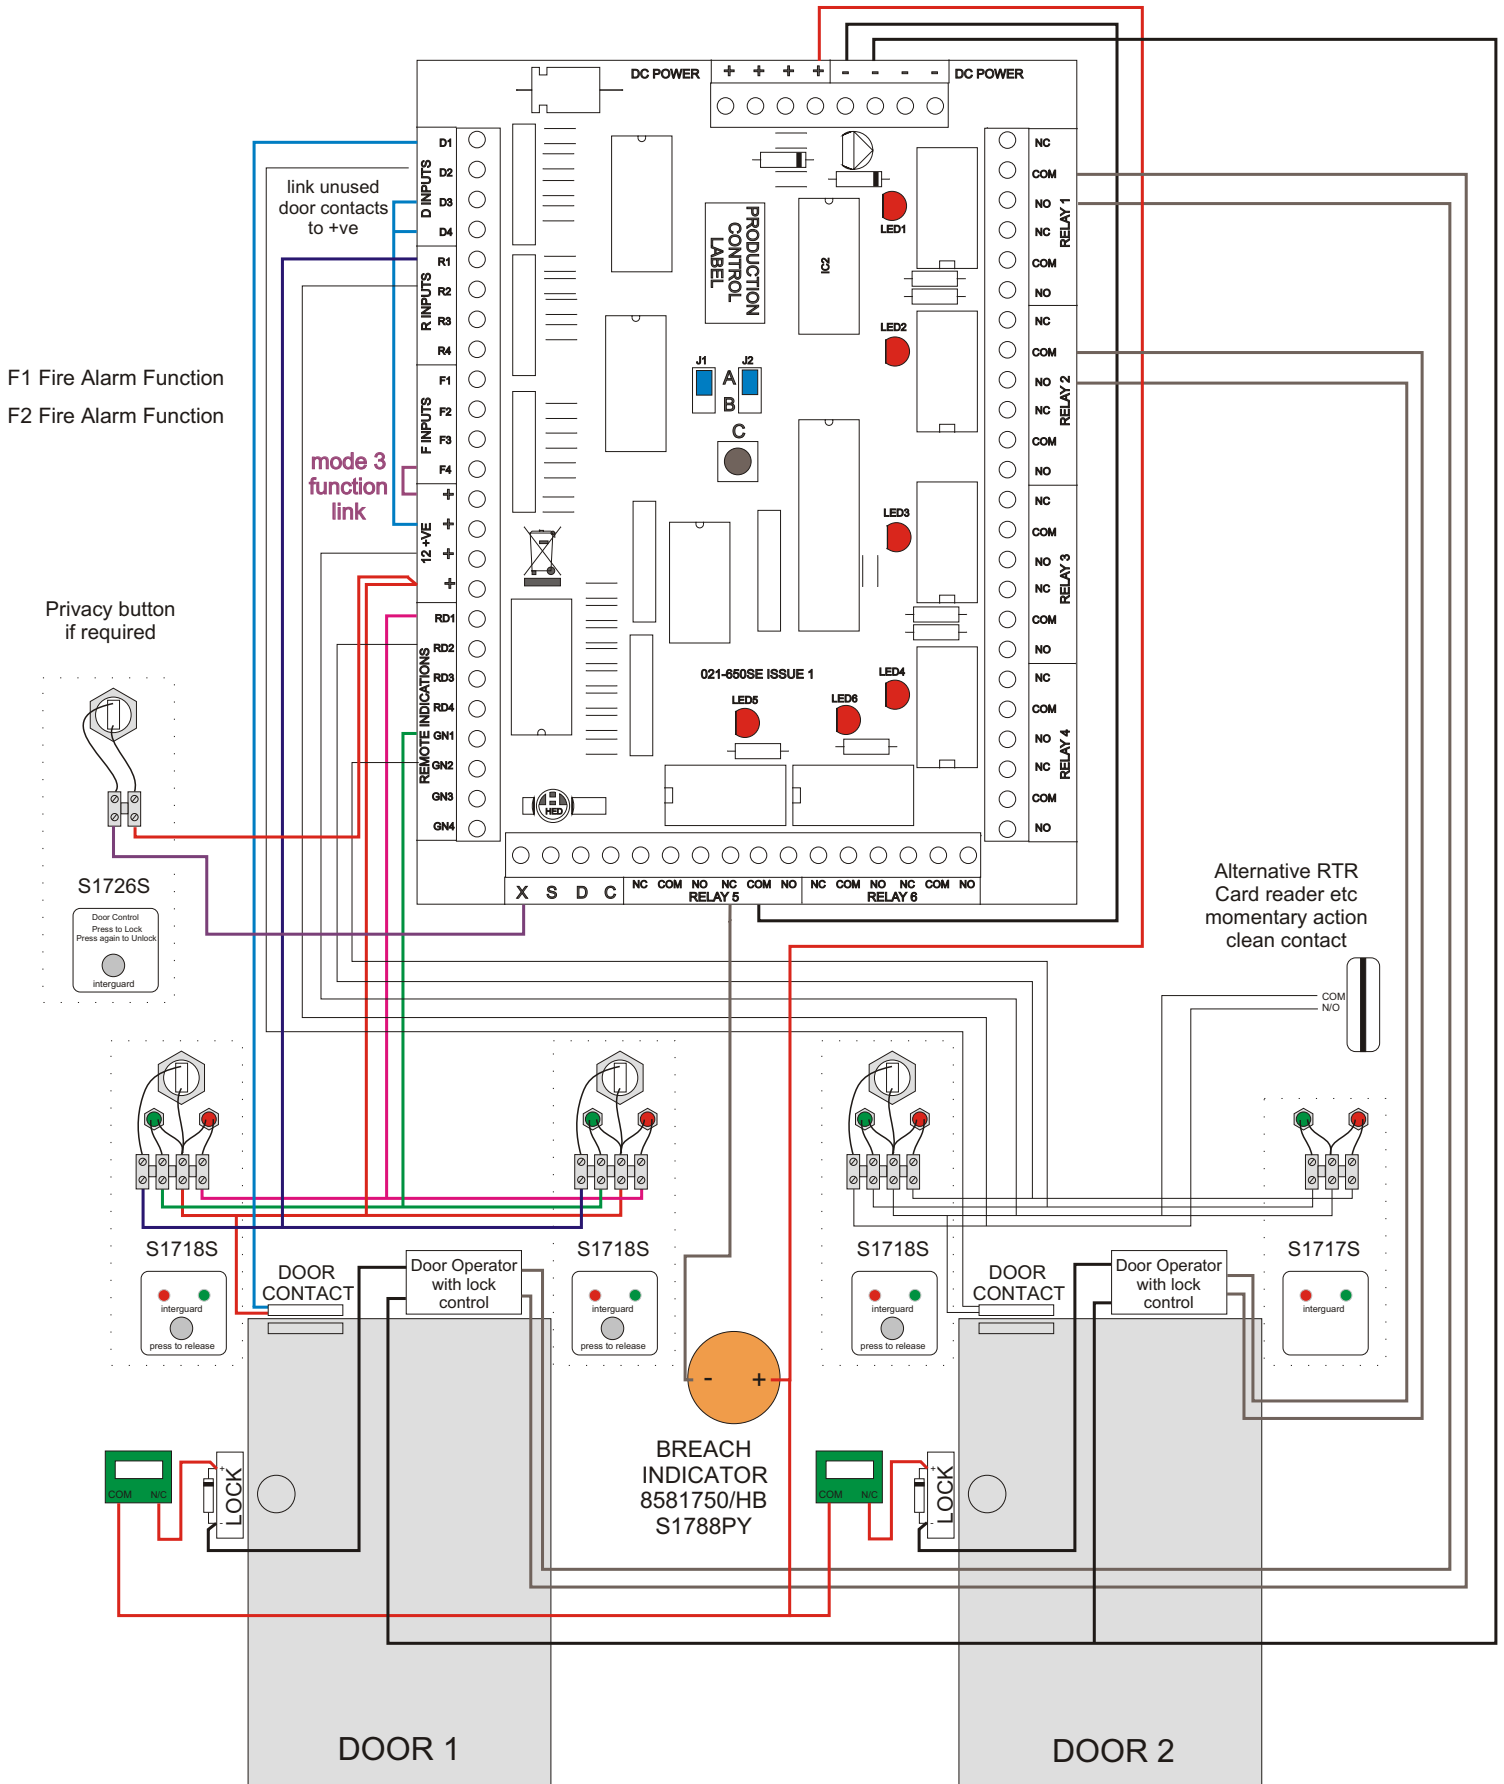 DC POWER
+ + + + - - - -
DC POWER
D INPUTS
D1
D2
D3
D4
link unused
door contacts
to +ve
R INPUTS
R1
R2
R3
R4
F1 Fire Alarm Function
F2 Fire Alarm Function
F INPUTS
F1
F2
F3
F4
mode 3
function
link
12 +VE
+
+
+
+
REMOTE INDICATIONS
RD1
RD2
RD3
RD4
GN1
GN2
GN3
GN4
PRODUCTION
CONTROL
LABEL
IC2
LED1
LED2
J1
J2
A
B
C
LED3
021-650SE ISSUE 1
LED4
LED5
LED6
HED
NC
COM
NO
NC
COM
NO
RELAY 1
NC
COM
NO
NC
COM
NO
RELAY 2
NC
COM
NO
NC
COM
NO
RELAY 3
NC
COM
NO
NC
COM
NO
RELAY 4
X S D C
NC COM NO NC COM NO
RELAY 5
NC COM NO NC COM NO
RELAY 6
Privacy button
if required
S1726S
Door Control
Press to Lock
Press again to Unlock
interguard
Alternative RTR
Card reader etc
momentary action
clean contact
COM
N/O
S1718S
interguard
press to release
DOOR
CONTACT
Door Operator
with lock
control
S1718S
interguard
press to release
S1718S
interguard
press to release
DOOR
CONTACT
Door Operator
with lock
control
S1717S
interguard
- +
BREACH
INDICATOR
8581750/HB
S1788PY
COM N/C
+
-
LOCK
COM N/C
+
-
LOCK
DOOR 1
DOOR 2